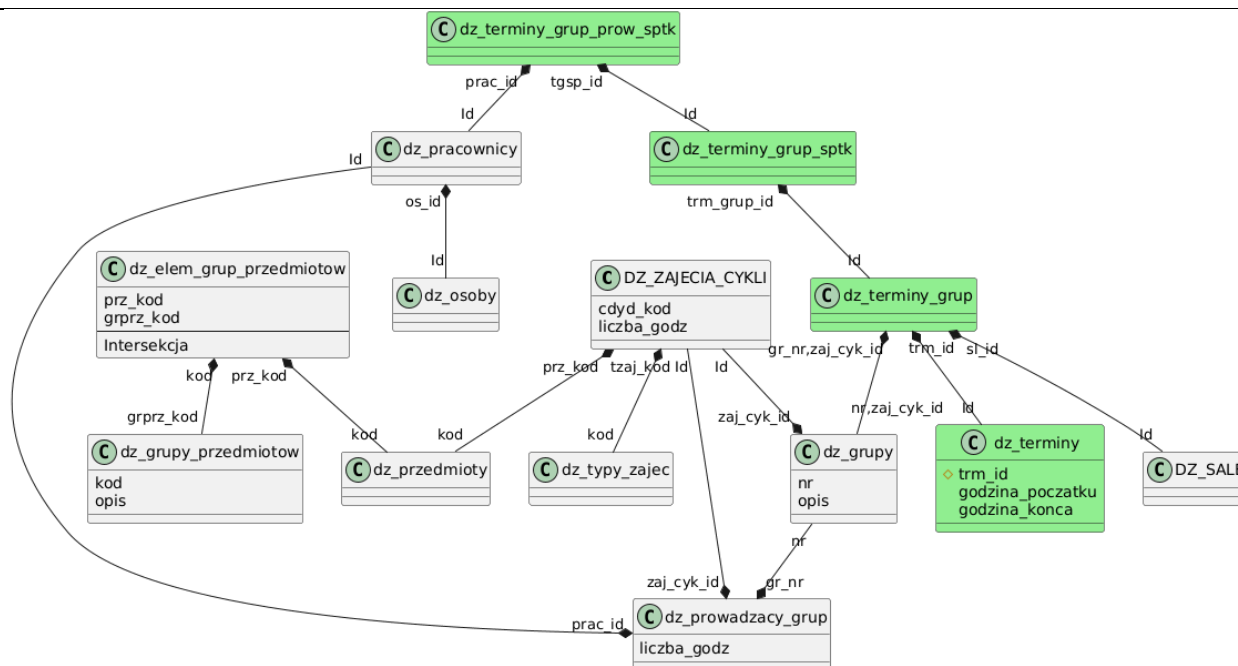 C dz_terminy_grup_prow_sptk
prac_id
tgsp_id
Id
Id
C dz_pracownicy
C dz_terminy_grup_sptk
Id
os_id
trm_grup_id
C dz_elem_grup_przedmiotow
prz_kod
grprz_kod
Intersekcja
Id
C dz_osoby
C DZ_ZAJECIA_CYKLI
cdyd_kod
liczba_godz
Id
C dz_terminy_grup
kod
prz_kod
prz_kod
tzaj_kod
Id
Id
gr_nr,zaj_cyk_id
trm_id
sl_id
grprz_kod
kod
kod
kod
zaj_cyk_id
nr,zaj_cyk_id
Id
Id
C dz_grupy_przedmiotow
kod
opis
C dz_przedmioty
C dz_typy_zajec
C dz_grupy
nr
opis
C dz_terminy
trm_id
godzina_poczatku
godzina_konca
C DZ_SALE
nr
zaj_cyk_id
gr_nr
prac_id
C dz_prowadzacy_grup
liczba_godz